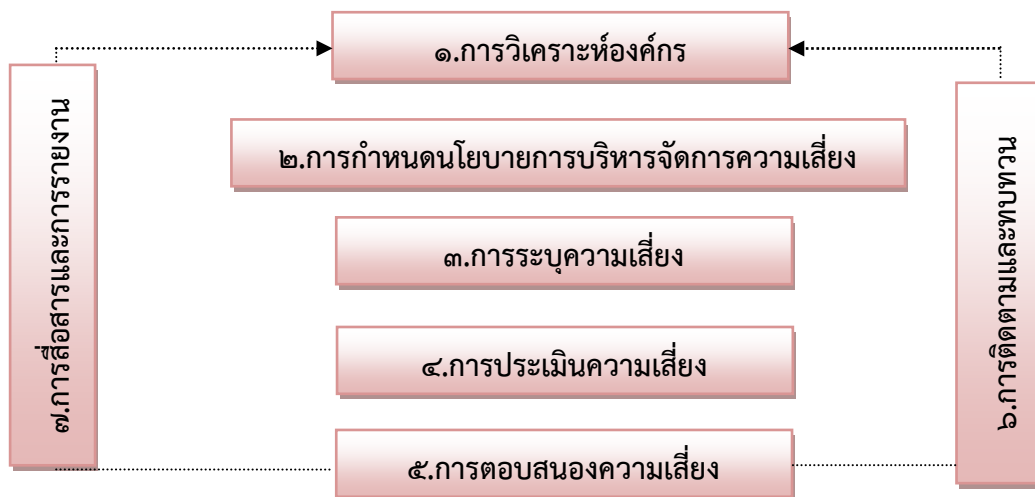 ๑.การวิเคราะห์องค์กร
๒.การกำหนดนโยบายการบริหารจัดการความเสี่ยง
๓.การระบุความเสี่ยง
๔.การประเมินความเสี่ยง
๕.การตอบสนองความเสี่ยง
๖.การติดตามและทบทวน
๗.การสื่อสารและการรายงาน